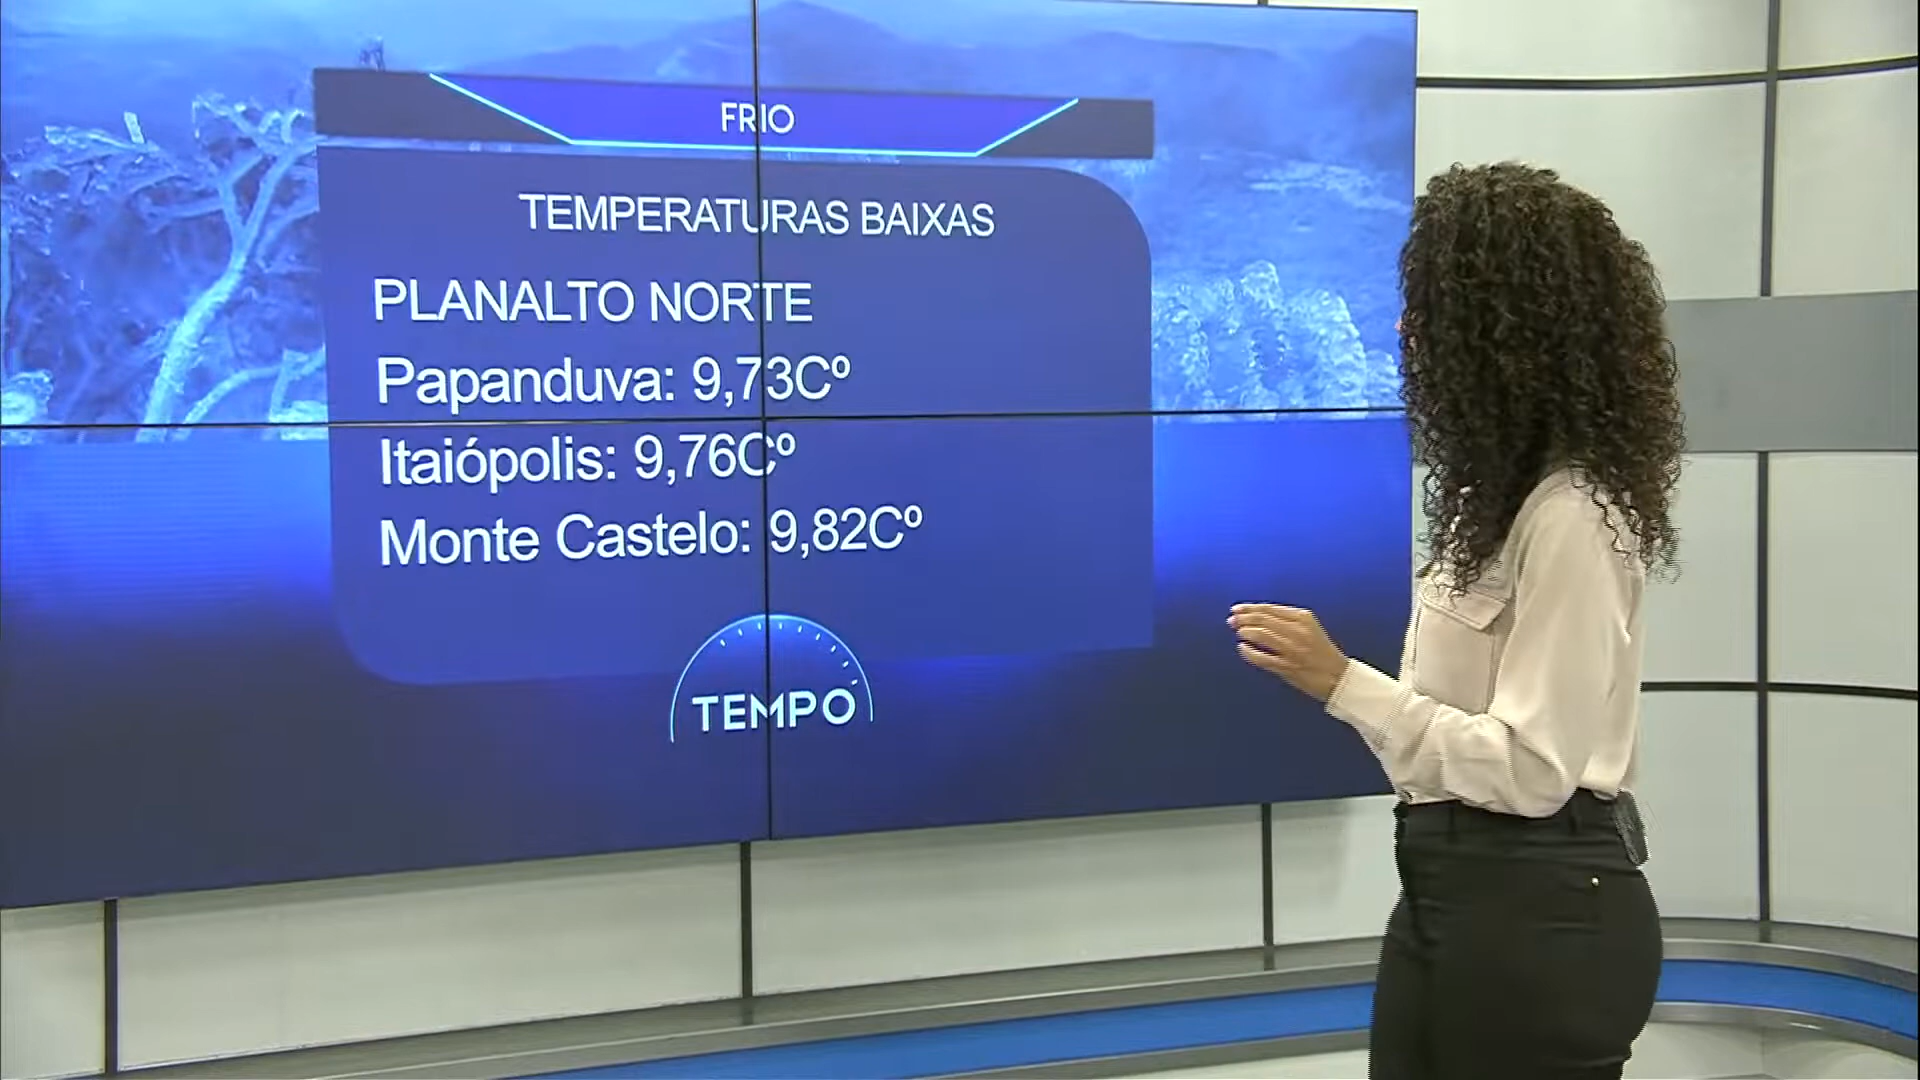 FRIO
TEMPERATURAS BAIXAS
PLANALTO NORTE
Papanduva: 9,73Cº
Itaiópolis: 9,76Cº
Monte Castelo: 9,82Cº
TEMPO